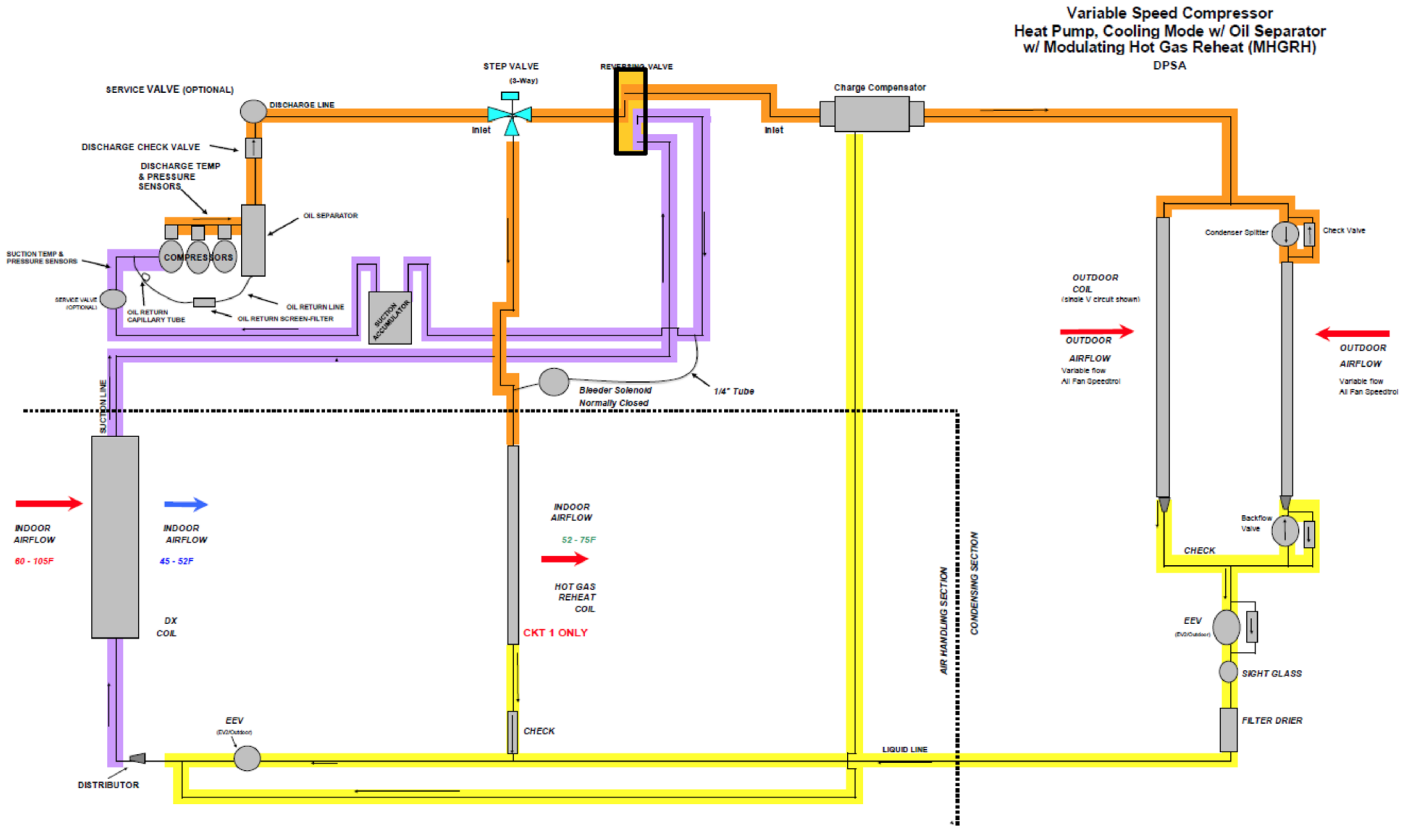 Variable Speed Compressor
Heat Pump, Cooling Mode w/ Oil Separator
w/ Modulating Hot Gas Reheat (MHGRH)
DPSA
STEP VALVE
(3-Way)
REVERSING VALVE
SERVICE VALVE (OPTIONAL)
DISCHARGE LINE
Inlet
Inlet
Charge Compensator
DISCHARGE CHECK VALVE
DISCHARGE TEMP
& PRESSURE
SENSORS
OIL SEPARATOR
COMPRESSORS
SUCTION TEMP &
PRESSURE SENSORS
SERVICE VALVE
(OPTIONAL)
OIL RETURN
CAPILLARY TUBE
OIL RETURN LINE
OIL RETURN SCREEN-FILTER
SUCTION
ACCUMULATOR
Condenser Splitter
Check Valve
OUTDOOR
COIL
(single V circuit shown)
OUTDOOR
AIRFLOW
Variable flow
All Fan Speedtrol
OUTDOOR
AIRFLOW
Variable flow
All Fan Speedtrol
Bleeder Solenoid
Normally Closed
1/4" Tube
SUCTION LINE
INDOOR
AIRFLOW
60 - 105F
INDOOR
AIRFLOW
45 - 52F
DX
COIL
INDOOR
AIRFLOW
52 - 75F
HOT GAS
REHEAT
COIL
CKT 1 ONLY
AIR HANDLING SECTION
CONDENSING SECTION
Backflow
Valve
CHECK
EEV
(EV2/Outdoor)
SIGHT GLASS
FILTER DRIER
EEV
(EV2/Outdoor)
CHECK
LIQUID LINE
DISTRIBUTOR